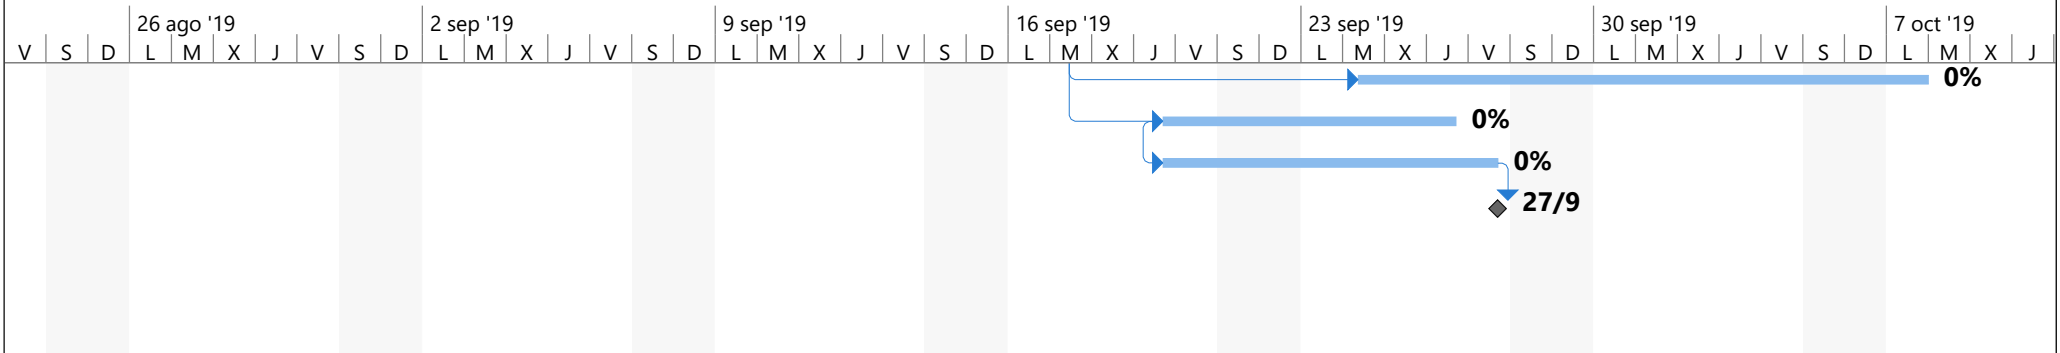 26 ago '19 2 sep '19 9 sep '19 16 sep '19 23 sep '19 30 sep '19 7 oct '19
V S D L M X J V S D L M X J V S D L M X J V S D L M X J V S D L M X J V S D L M X J V S D L M X J
0%
0%
0%
27/9